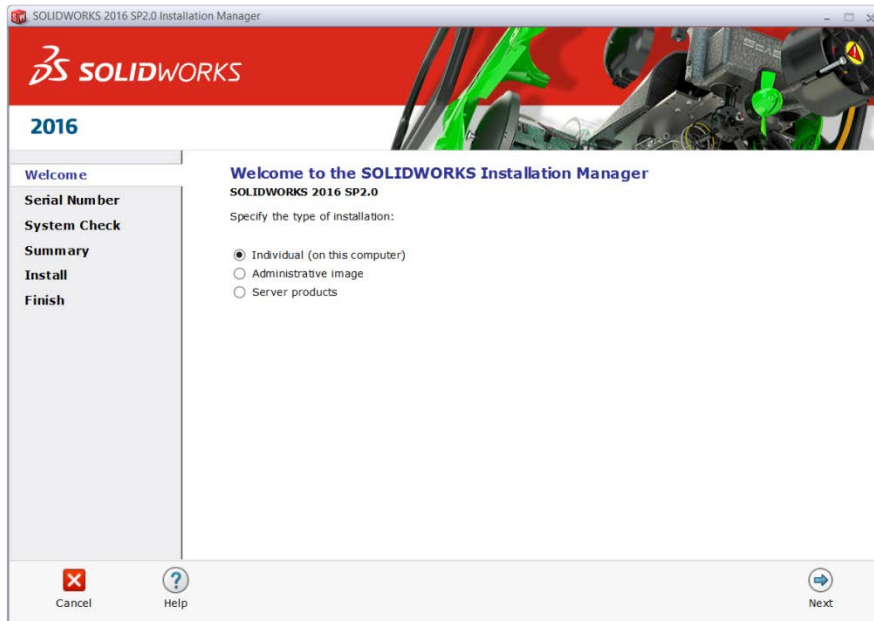 SOLIDWORKS 2016 SP2.0 Installation Manager
SOLIDWORKS
2016
Welcome
Serial Number
System Check
Summary
Install
Finish
Welcome to the SOLIDWORKS Installation Manager
SOLIDWORKS 2016 SP2.0
Specify the type of installation:
Individual (on this computer)
Administrative image
Server products
Cancel
Help
Next